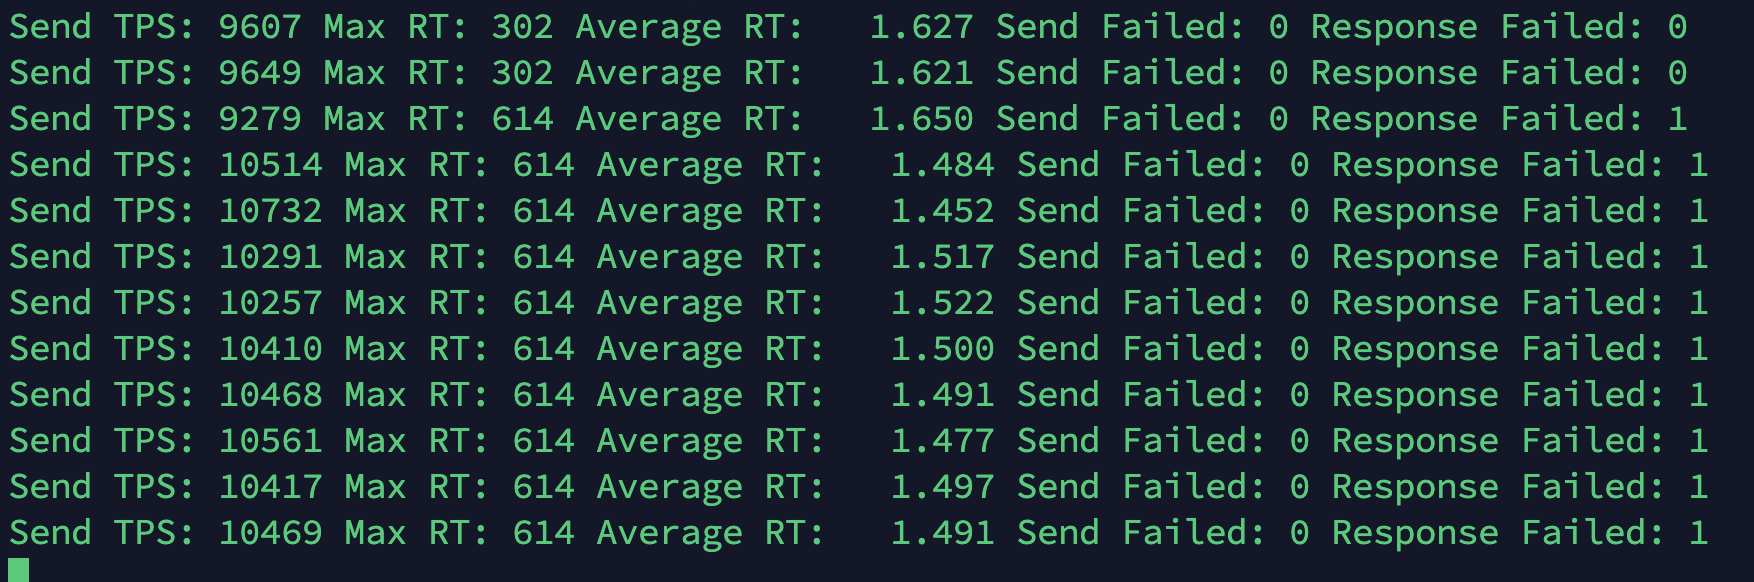 Send TPS: 9607 Max RT: 302 Average RT:   1.627 Send Failed: 0 Response Failed: 0
Send TPS: 9649 Max RT: 302 Average RT:   1.621 Send Failed: 0 Response Failed: 0
Send TPS: 9279 Max RT: 614 Average RT:   1.650 Send Failed: 0 Response Failed: 1
Send TPS: 10514 Max RT: 614 Average RT:   1.484 Send Failed: 0 Response Failed: 1
Send TPS: 10732 Max RT: 614 Average RT:   1.452 Send Failed: 0 Response Failed: 1
Send TPS: 10291 Max RT: 614 Average RT:   1.517 Send Failed: 0 Response Failed: 1
Send TPS: 10257 Max RT: 614 Average RT:   1.522 Send Failed: 0 Response Failed: 1
Send TPS: 10410 Max RT: 614 Average RT:   1.500 Send Failed: 0 Response Failed: 1
Send TPS: 10468 Max RT: 614 Average RT:   1.491 Send Failed: 0 Response Failed: 1
Send TPS: 10561 Max RT: 614 Average RT:   1.477 Send Failed: 0 Response Failed: 1
Send TPS: 10417 Max RT: 614 Average RT:   1.497 Send Failed: 0 Response Failed: 1
Send TPS: 10469 Max RT: 614 Average RT:   1.491 Send Failed: 0 Response Failed: 1